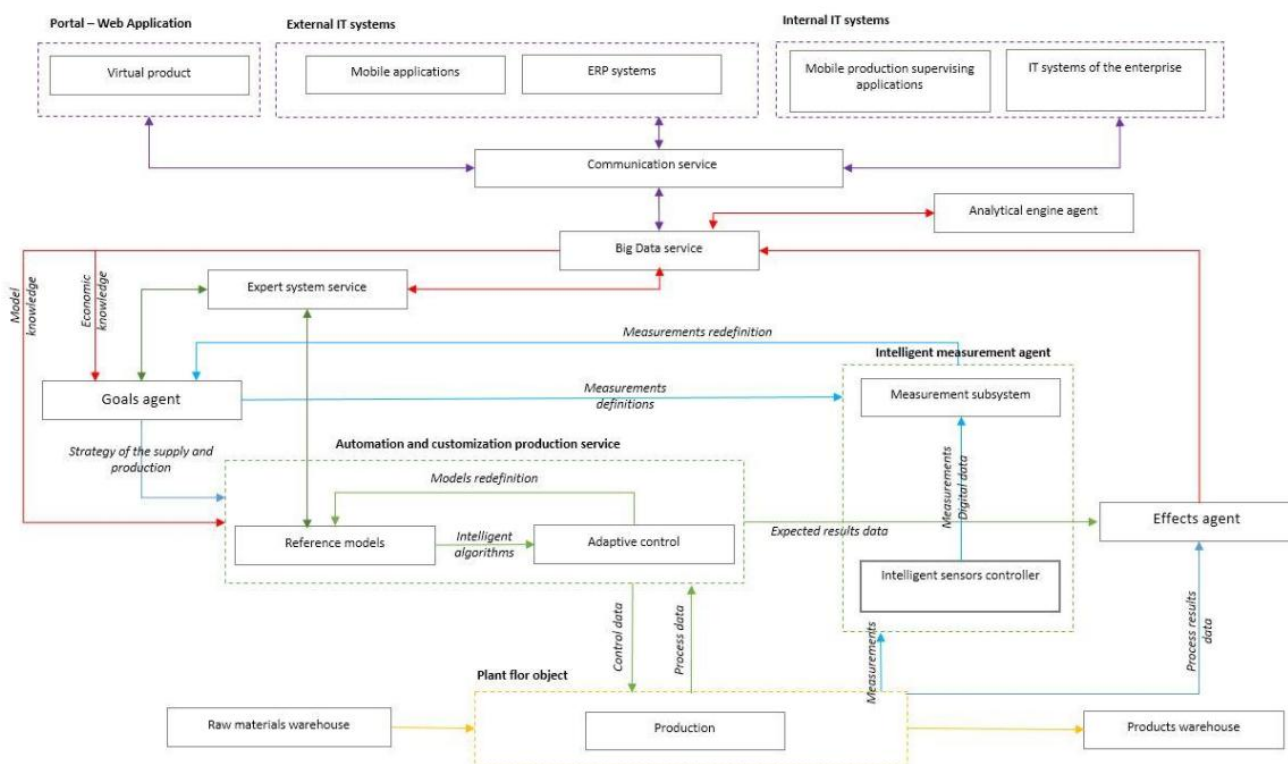 Portal – Web Application
External IT systems
Internal IT systems
Virtual product
Mobile applications
ERP systems
Mobile production supervising
applications
IT systems of the enterprise
Communication service
Analytical engine agent
Big Data service
Model
knowledge
Economic
knowledge
Expert system service
Measurements redefinition
Intelligent measurement agent
Goals agent
Measurements
definitions
Measurement subsystem
Strategy of the supply and
production
Automation and customization production service
Models redefinition
Measurements
Digital data
Reference models
Intelligent
algorithms
Adaptive control
Expected results data
Effects agent
Intelligent sensors controller
Control data
Process data
Measurements
Process results
data
Plant flor object
Raw materials warehouse
Production
Products warehouse